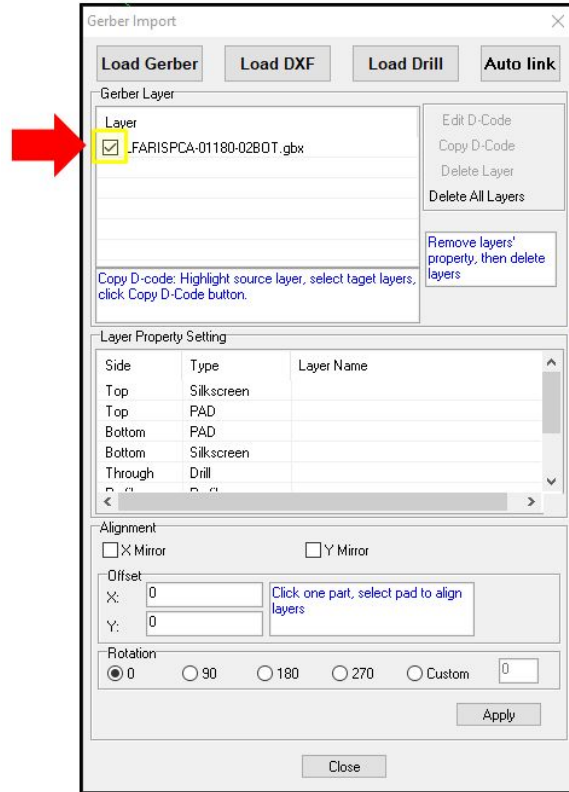 Gerber Import
Load Gerber Load DXF Load Drill Auto link
Gerber Layer
Layer
LFARISPCA-01180-02BOT.gbx
Edit D-Code
Copy D-Code
Delete Layer
Delete All Layers
Remove layers'
property, then delete
layers
Copy D-code: Highlight source layer, select taget layers,
click Copy D-Code button.
Layer Property Setting
Side Type Layer Name
Top Silkscreen
Top PAD
Bottom PAD
Bottom Silkscreen
Through Drill
Alignment
X Mirror Y Mirror
Offset
X: 0
Y: 0
Click one part, select pad to align
layers
Rotation
0 90 180 270 Custom 0
Apply
Close